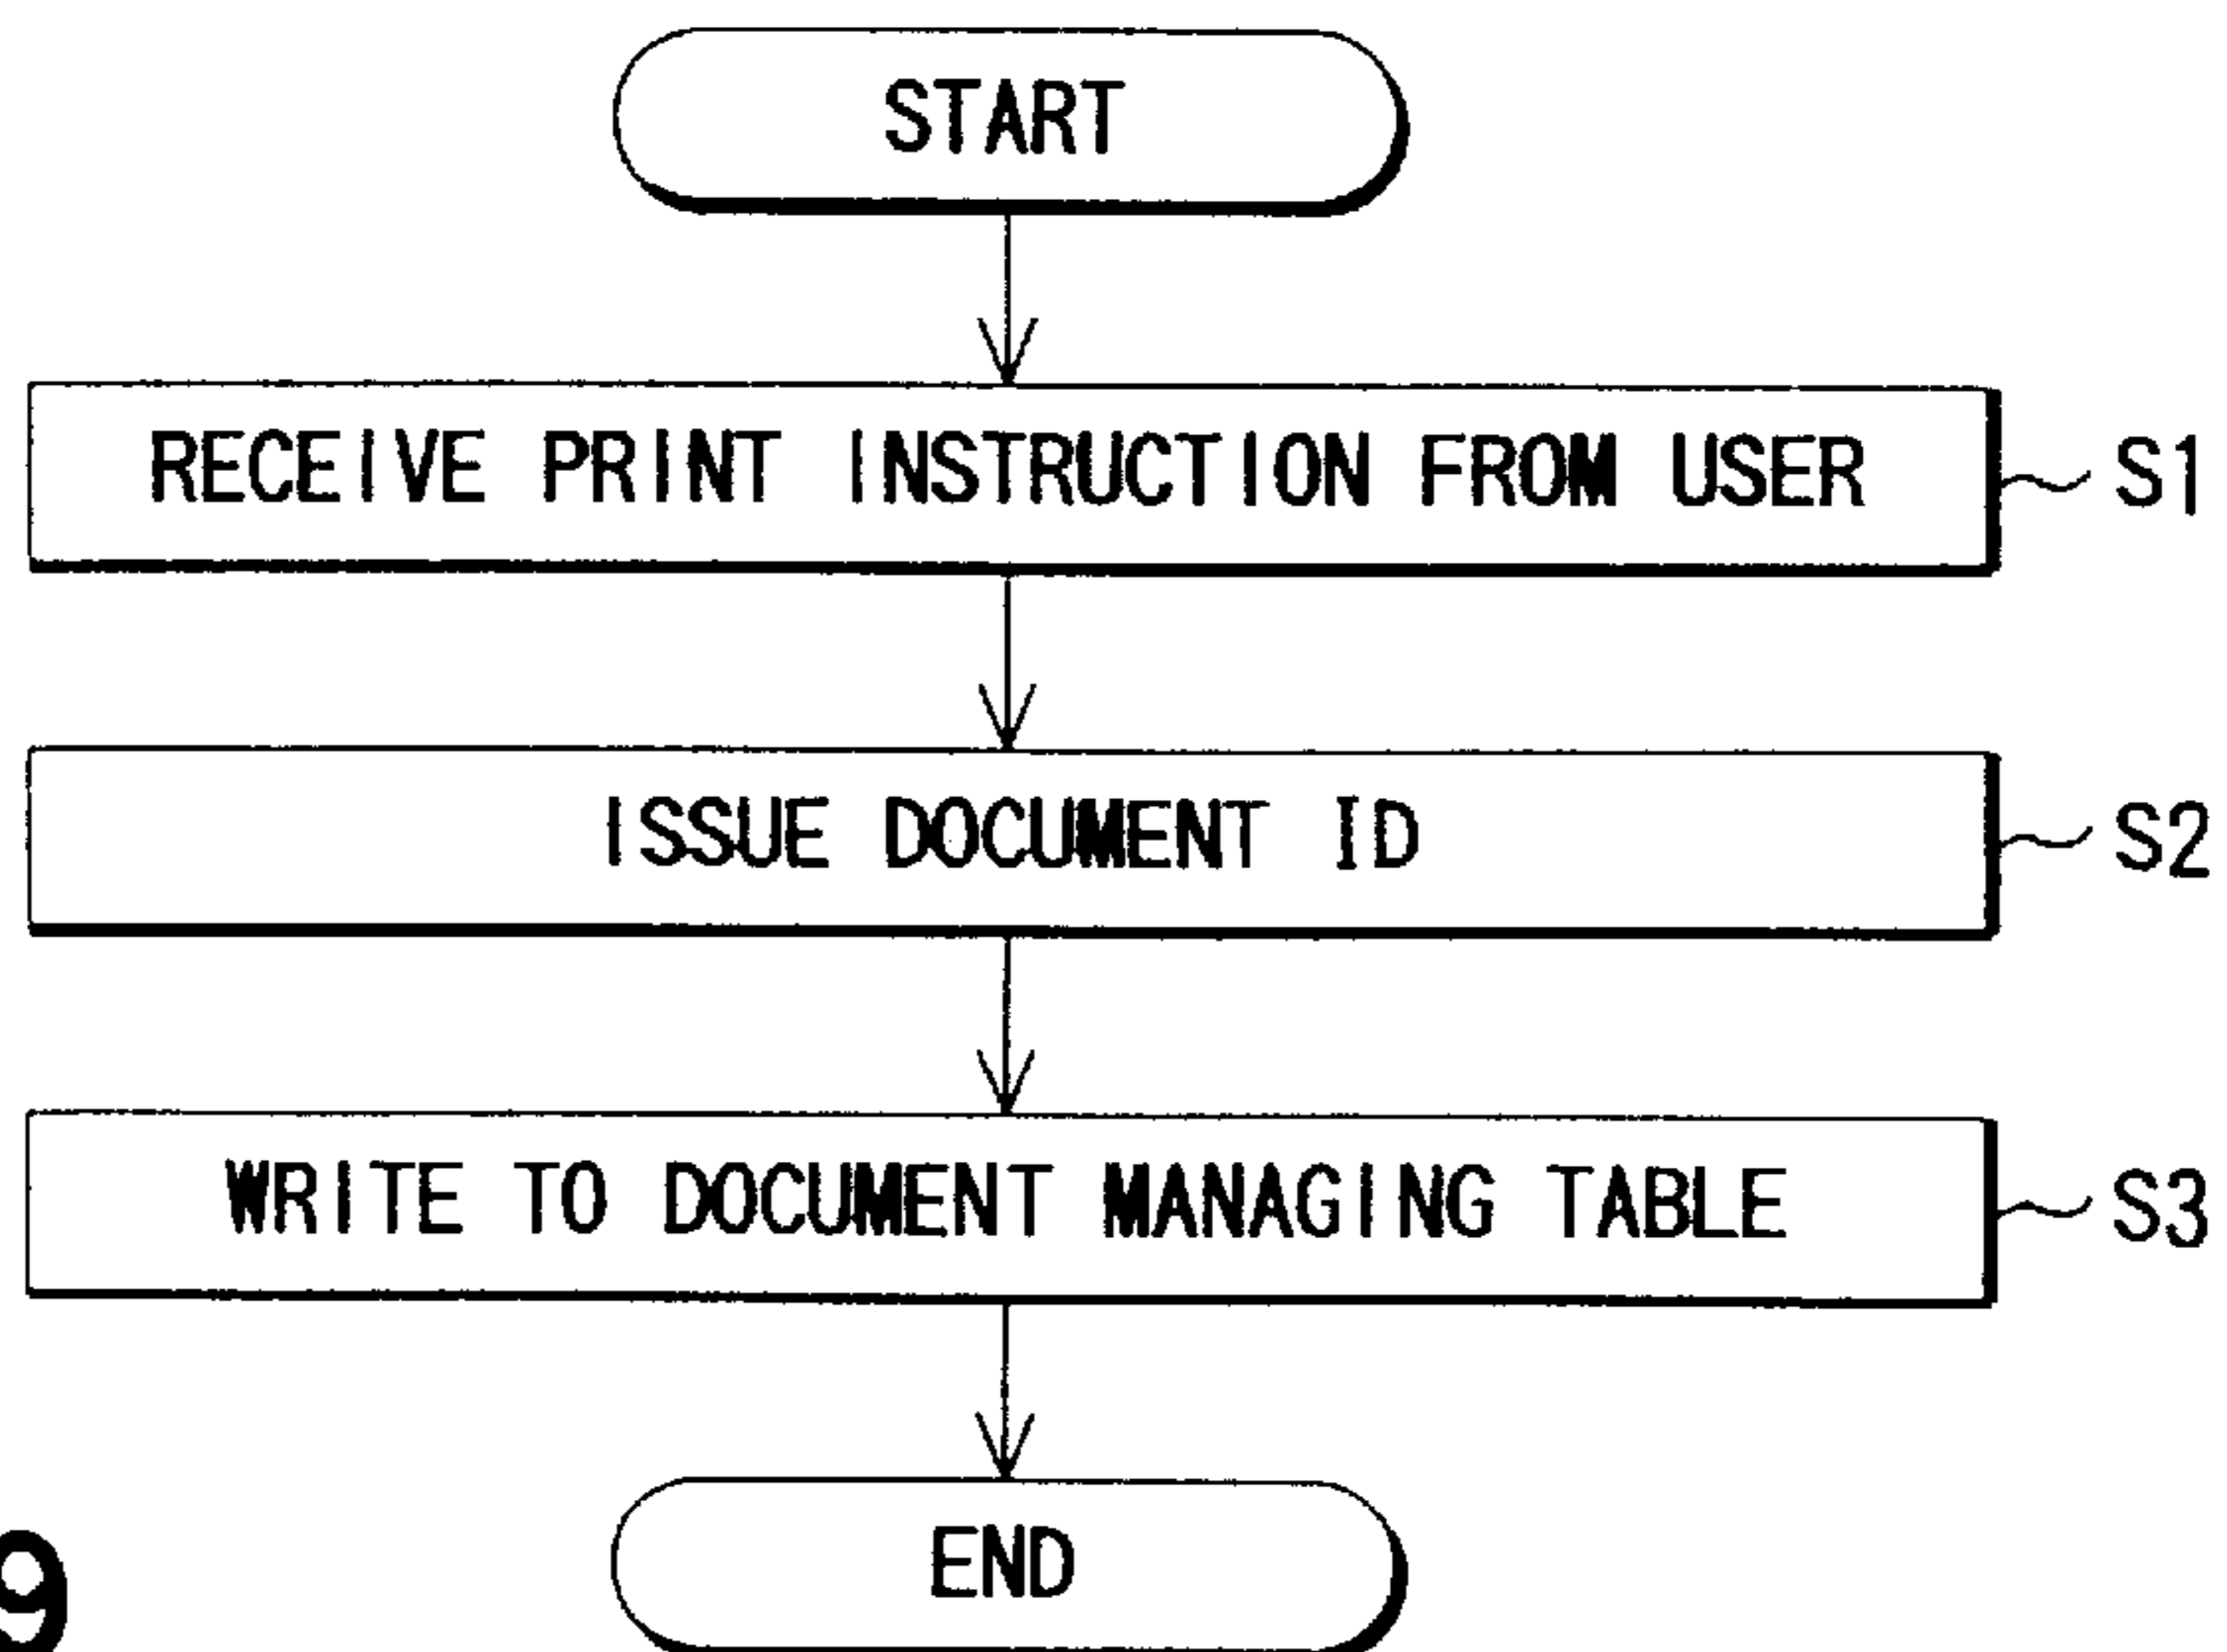 START
RECEIVE PRINT INSTRUCTION FROM USER
S1
ISSUE DOCUMENT ID
S2
WRITE TO DOCUMENT MANAGING TABLE
S3
END
9